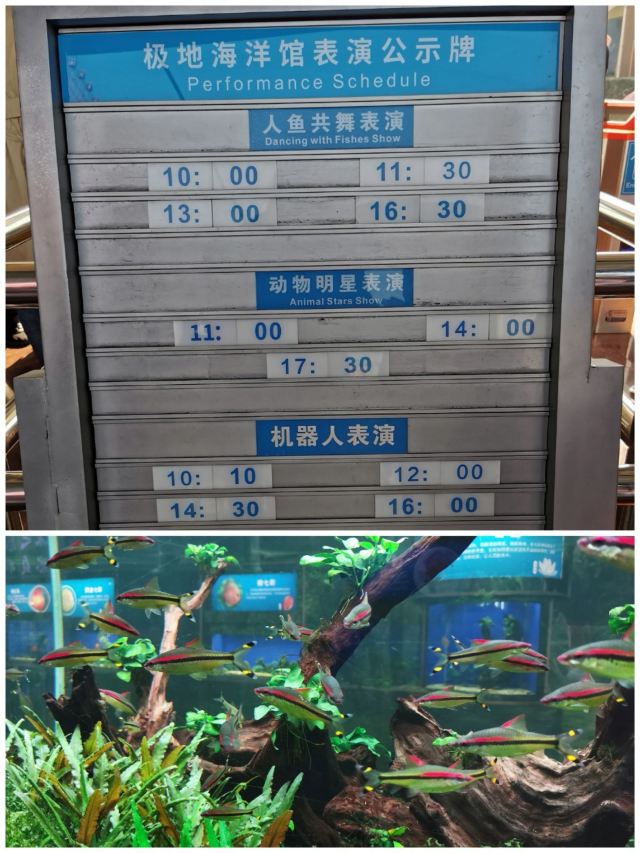 极地海洋馆表演公示牌
Performance Schedule
人鱼共舞表演
Dancing with Fishes Show
10: 00 11: 30
13: 00 16: 30
动物明星表演
Animal Stars Show
11: 00 14: 00
17: 30
机器人表演
10: 10 12: 00
14: 30 16: 00